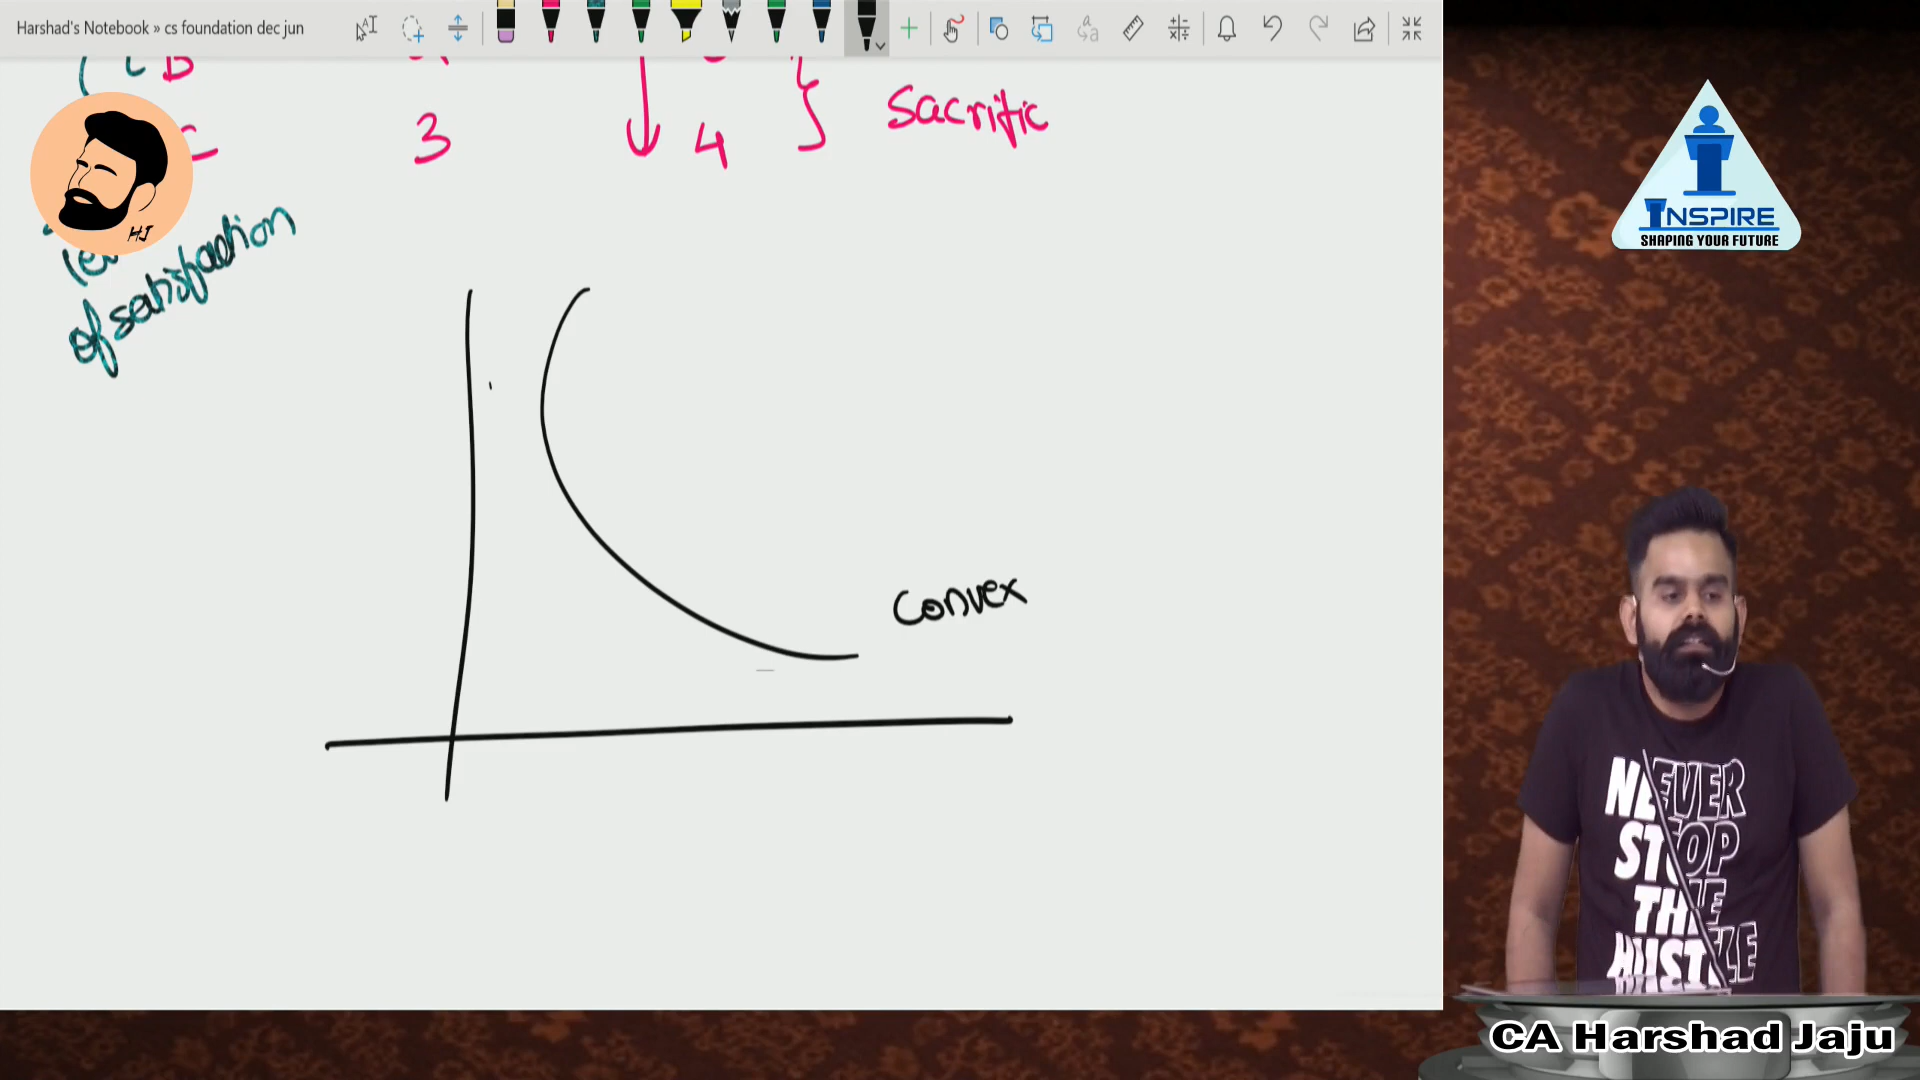 Harshad's Notebook » cs foundation dec jun
B
C 3 4 Sacrific
HJ
of satisfaction
Convex
INSPIRE
SHAPING YOUR FUTURE
NEVER
STOP
THE
HUSTLE
CA Harshad Jaju